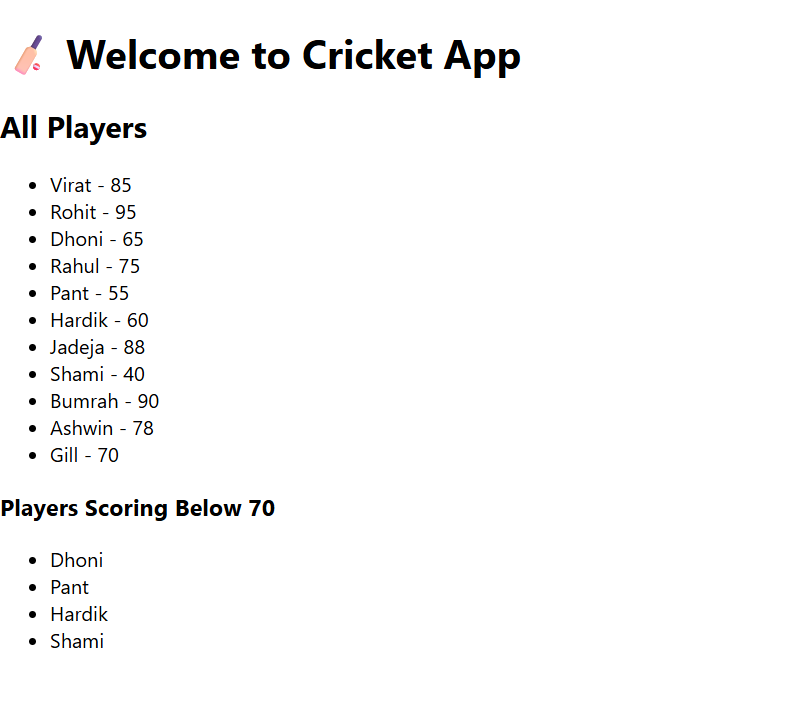 Welcome to Cricket App
All Players
Virat - 85
Rohit - 95
Dhoni - 65
Rahul - 75
Pant - 55
Hardik - 60
Jadeja - 88
Shami - 40
Bumrah - 90
Ashwin - 78
Gill - 70
Players Scoring Below 70
Dhoni
Pant
Hardik
Shami